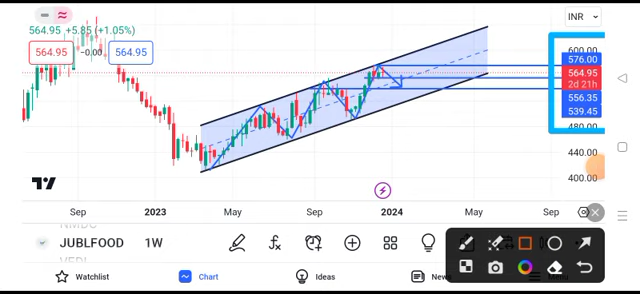 564.95 +5.85 (+1.05%)
INR
564.95 −0.00 564.95
600.00
576.00
564.95
2d 21h
556.35
539.45
480.00
440.00
400.00
Sep 2023 May Sep 2024 May Sep
JUBLFOOD 1W
Watchlist Chart Ideas News